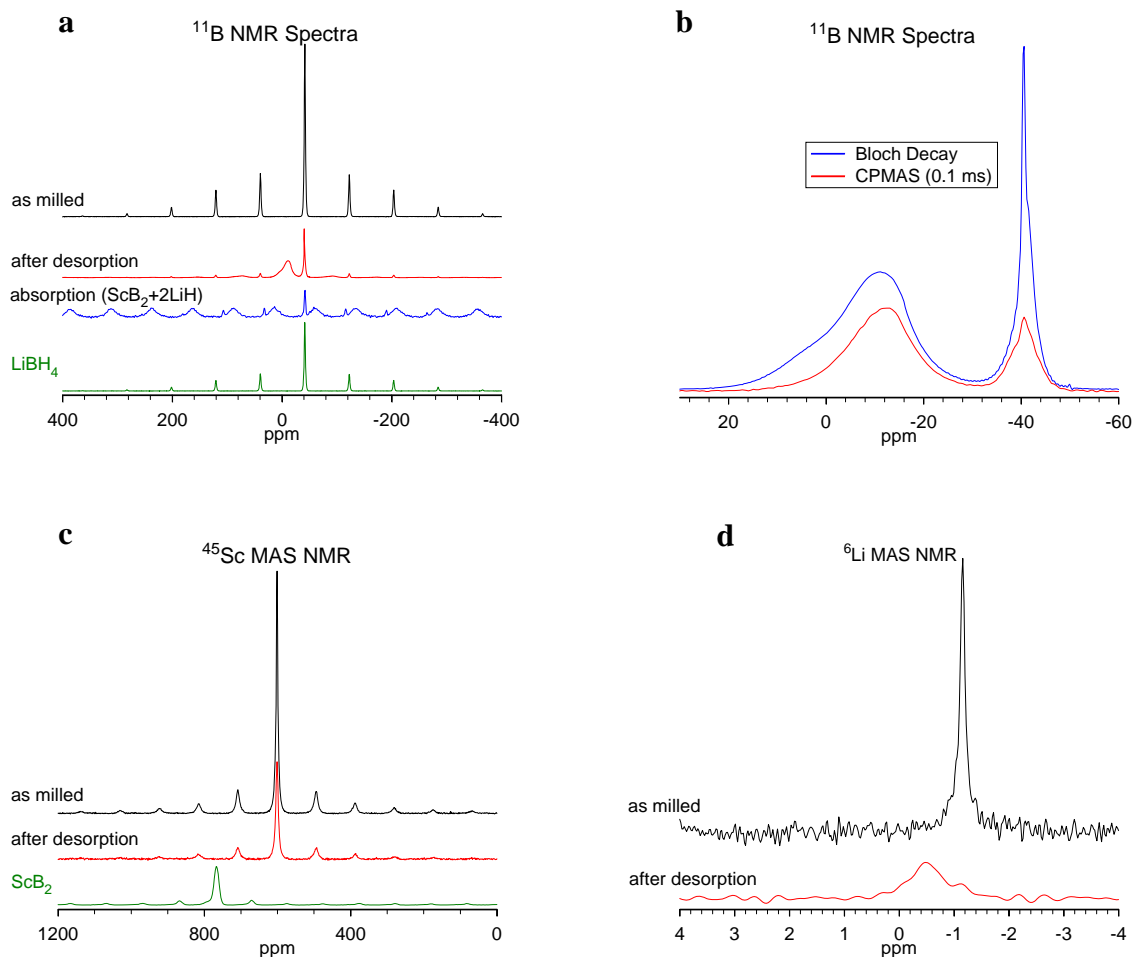 a
¹¹B NMR Spectra
as milled
after desorption
absorption (ScB₂+2LiH)
LiBH₄
400 200 0 -200 -400
ppm
b
¹¹B NMR Spectra
Bloch Decay
CPMAS (0.1 ms)
20 0 -20 -40 -60
ppm
c
⁴⁵Sc MAS NMR
as milled
after desorption
ScB₂
1200 800 400 0
ppm
d
⁶Li MAS NMR
as milled
after desorption
4 3 2 1 0 -1 -2 -3 -4
ppm